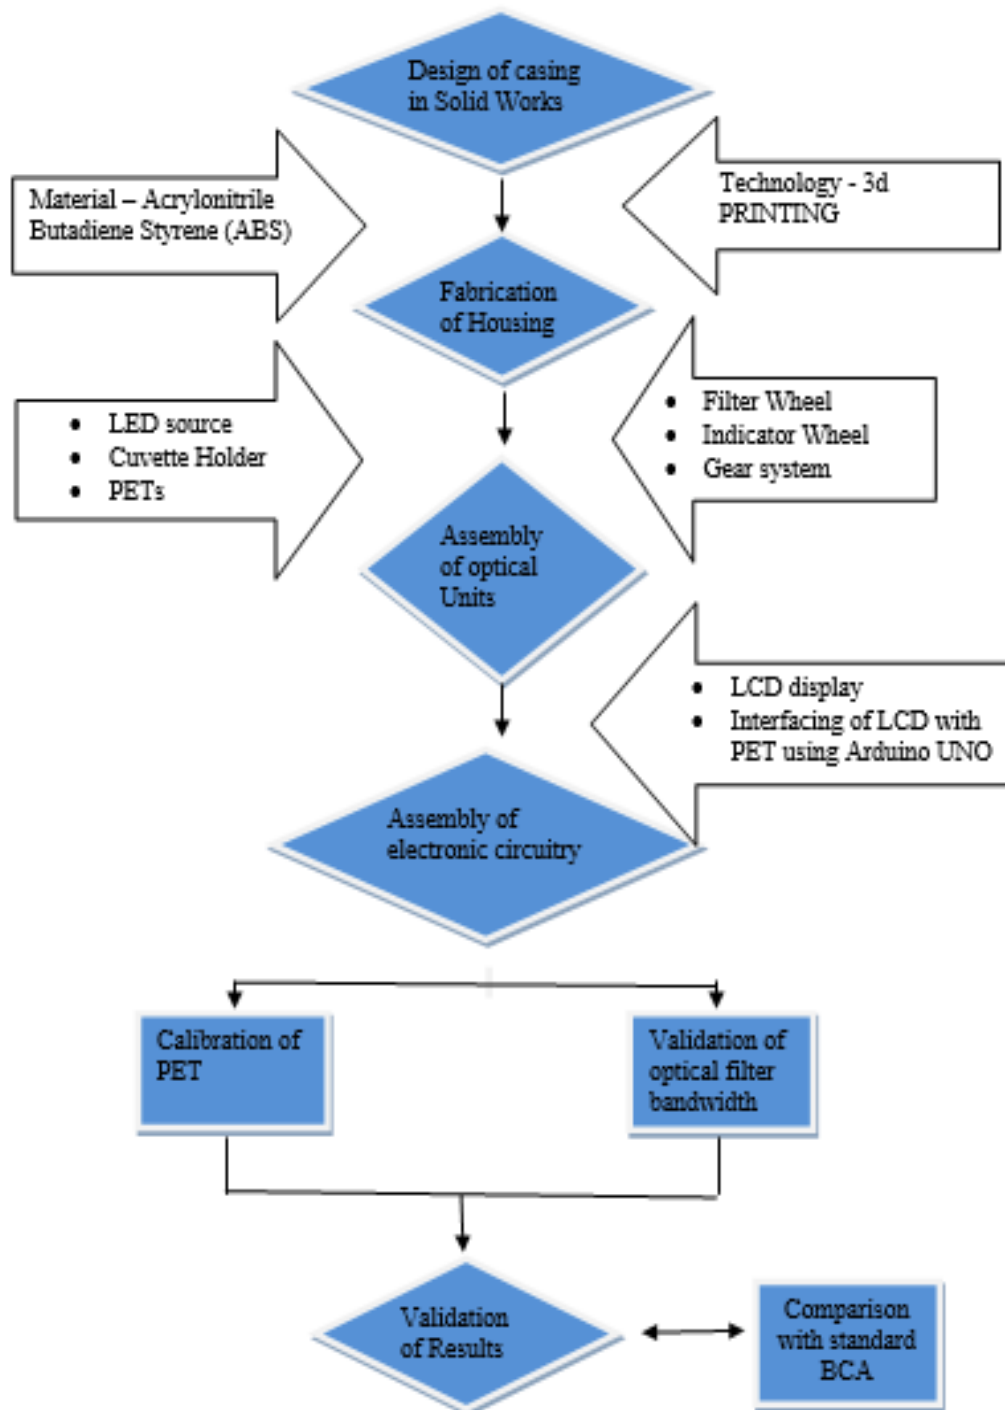 Design of casing
in Solid Works
Material – Acrylonitrile
Butadiene Styrene (ABS)
Technology - 3d
PRINTING
Fabrication
of Housing
• LED source
• Cuvette Holder
• PETs
• Filter Wheel
• Indicator Wheel
• Gear system
Assembly
of optical
Units
• LCD display
• Interfacing of LCD with
PET using Arduino UNO
Assembly of
electronic circuitry
Calibration of
PET
Validation of
optical filter
bandwidth
Validation
of Results
Comparison
with standard
BCA